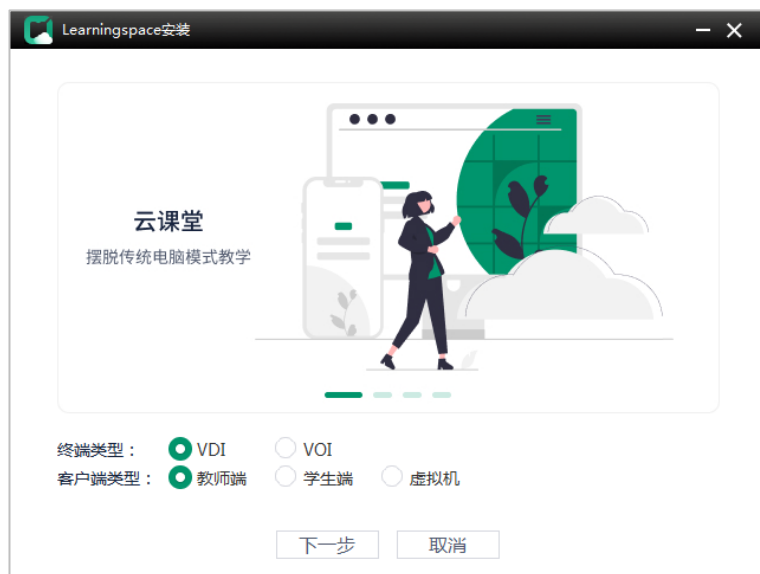 Learningspace安装
云课堂
摆脱传统电脑模式教学
终端类型： VDI VOI
客户端类型： 教师端 学生端 虚拟机
下一步 取消